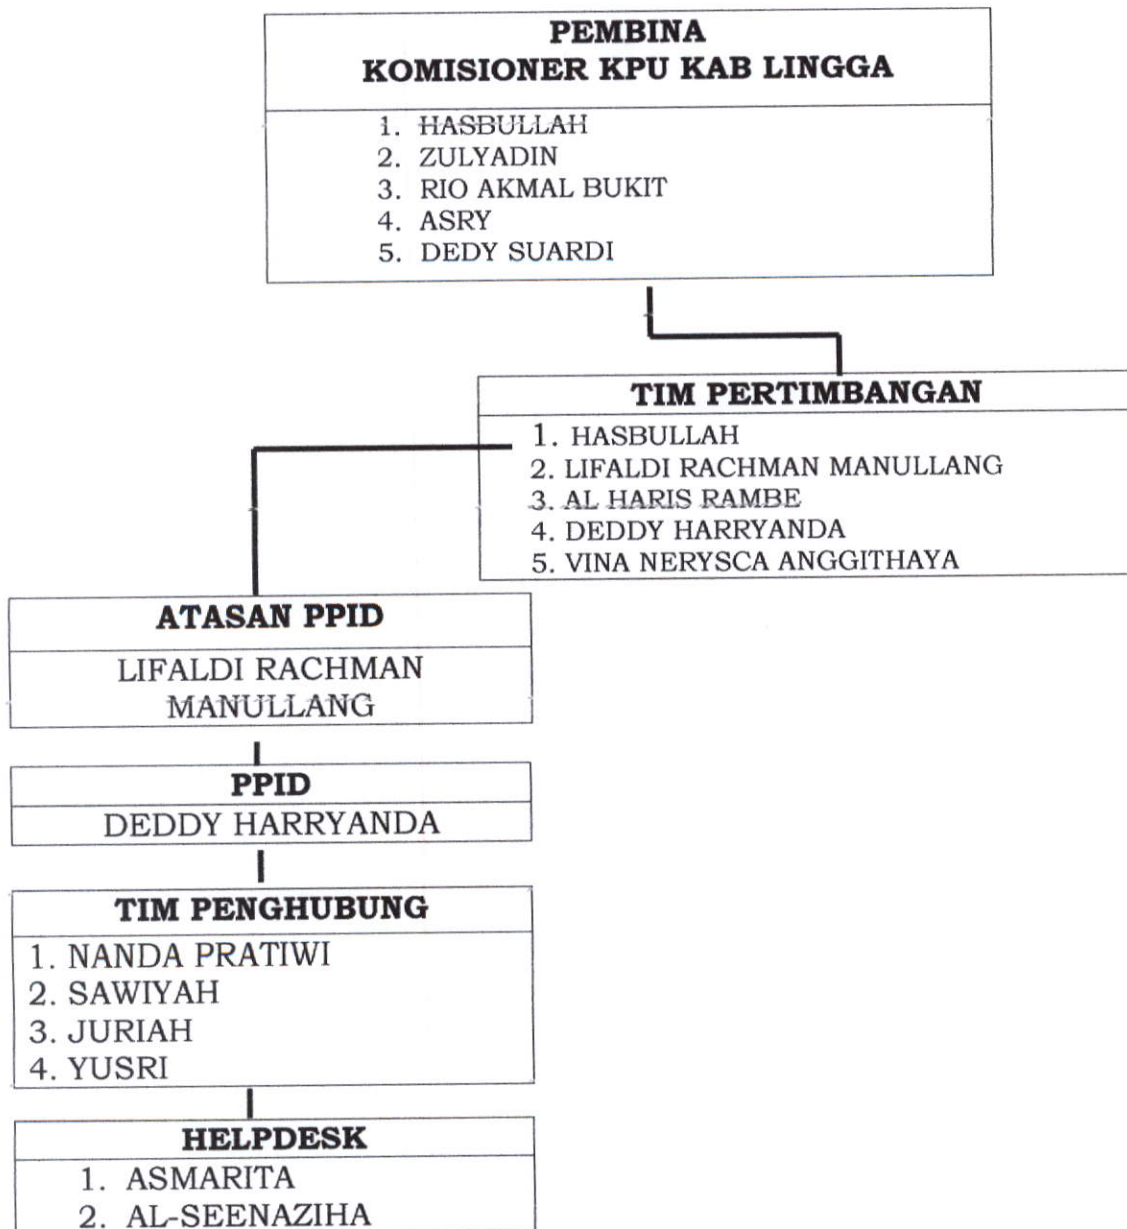 PEMBINA
KOMISIONER KPU KAB LINGGA
1. HASBULLAH
2. ZULYADIN
3. RIO AKMAL BUKIT
4. ASRY
5. DEDY SUARDI
TIM PERTIMBANGAN
1. HASBULLAH
2. LIFALDI RACHMAN MANULLANG
3. AL HARIS RAMBE
4. DEDDY HARRYANDA
5. VINA NERYSCA ANGGITHAYA
ATASAN PPID
LIFALDI RACHMAN
MANULLANG
PPID
DEDDY HARRYANDA
TIM PENGHUBUNG
1. NANDA PRATIWI
2. SAWIYAH
3. JURIAH
4. YUSRI
HELPDESK
1. ASMARITA
2. AL-SEENAZIHA